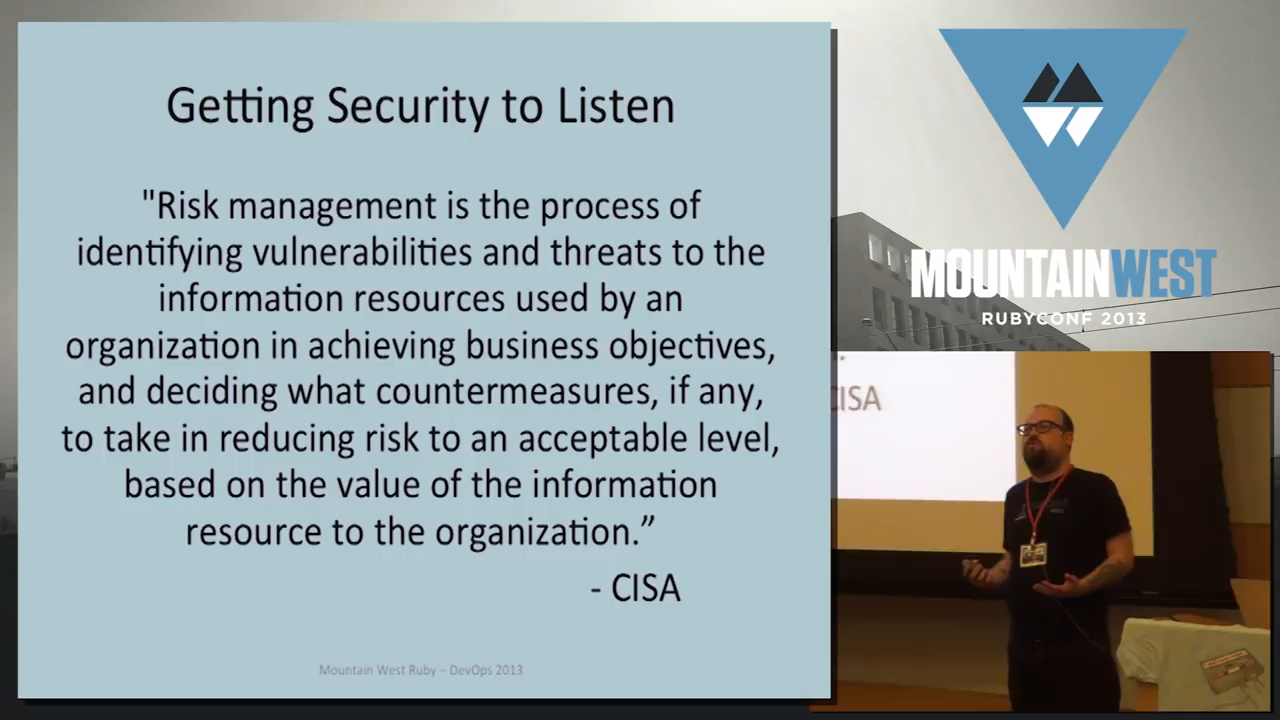 Getting Security to Listen
"Risk management is the process of
identifying vulnerabilities and threats to the
information resources used by an
organization in achieving business objectives,
and deciding what countermeasures, if any,
to take in reducing risk to an acceptable level,
based on the value of the information
resource to the organization.”
- CISA
Mountain West Ruby – DevOps 2013
MOUNTAINWEST
RUBYCONF 2013
CISA